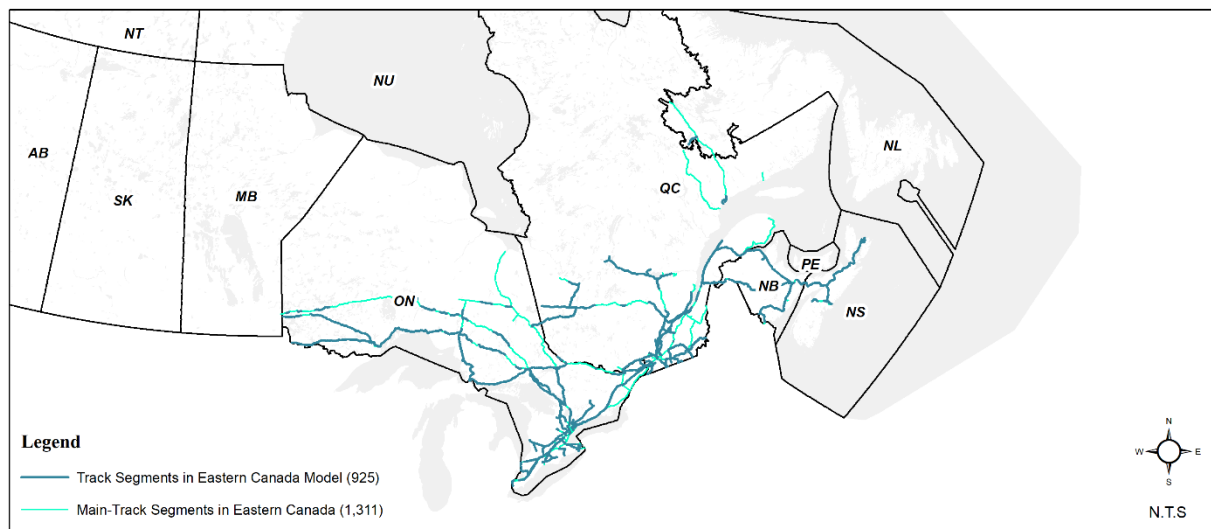 NT
NU
AB
SK
MB
NL
QC
PE
NB
ON
NS
Legend
Track Segments in Eastern Canada Model (925)
Main-Track Segments in Eastern Canada (1,311)
N
W E
S
N.T.S